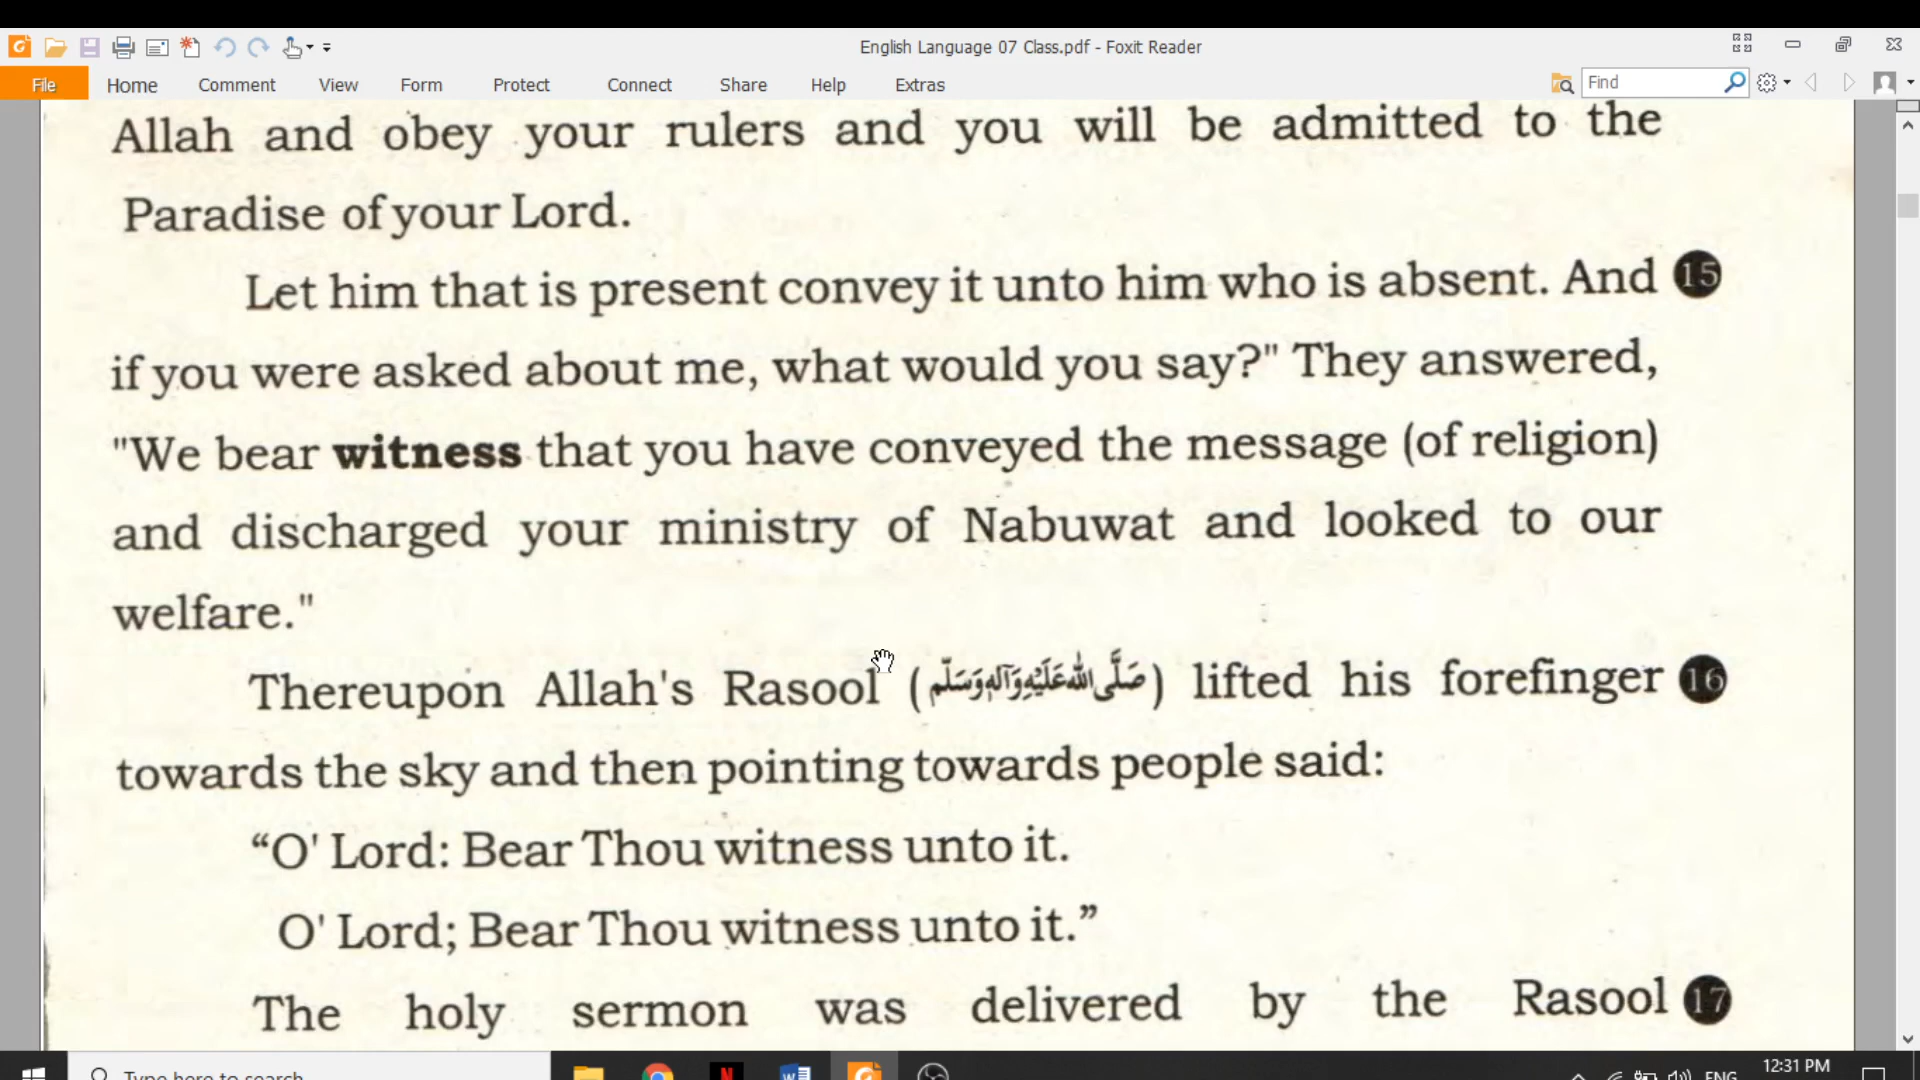 English Language 07 Class.pdf - Foxit Reader
File Home Comment View Form Protect Connect Share Help Extras Find
Allah and obey your rulers and you will be admitted to the
Paradise of your Lord.
Let him that is present convey it unto him who is absent. And 15
if you were asked about me, what would you say?" They answered,
"We bear witness that you have conveyed the message (of religion)
and discharged your ministry of Nabuwat and looked to our
welfare."
Thereupon Allah's Rasool (صَلَّى اللّٰهُ عَلَيْهِ وَآلِهٖ وَسَلَّم) lifted his forefinger 16
towards the sky and then pointing towards people said:
“O' Lord: Bear Thou witness unto it.
O' Lord; Bear Thou witness unto it.”
The holy sermon was delivered by the Rasool 17
Type here to search
ENG
12:31 PM